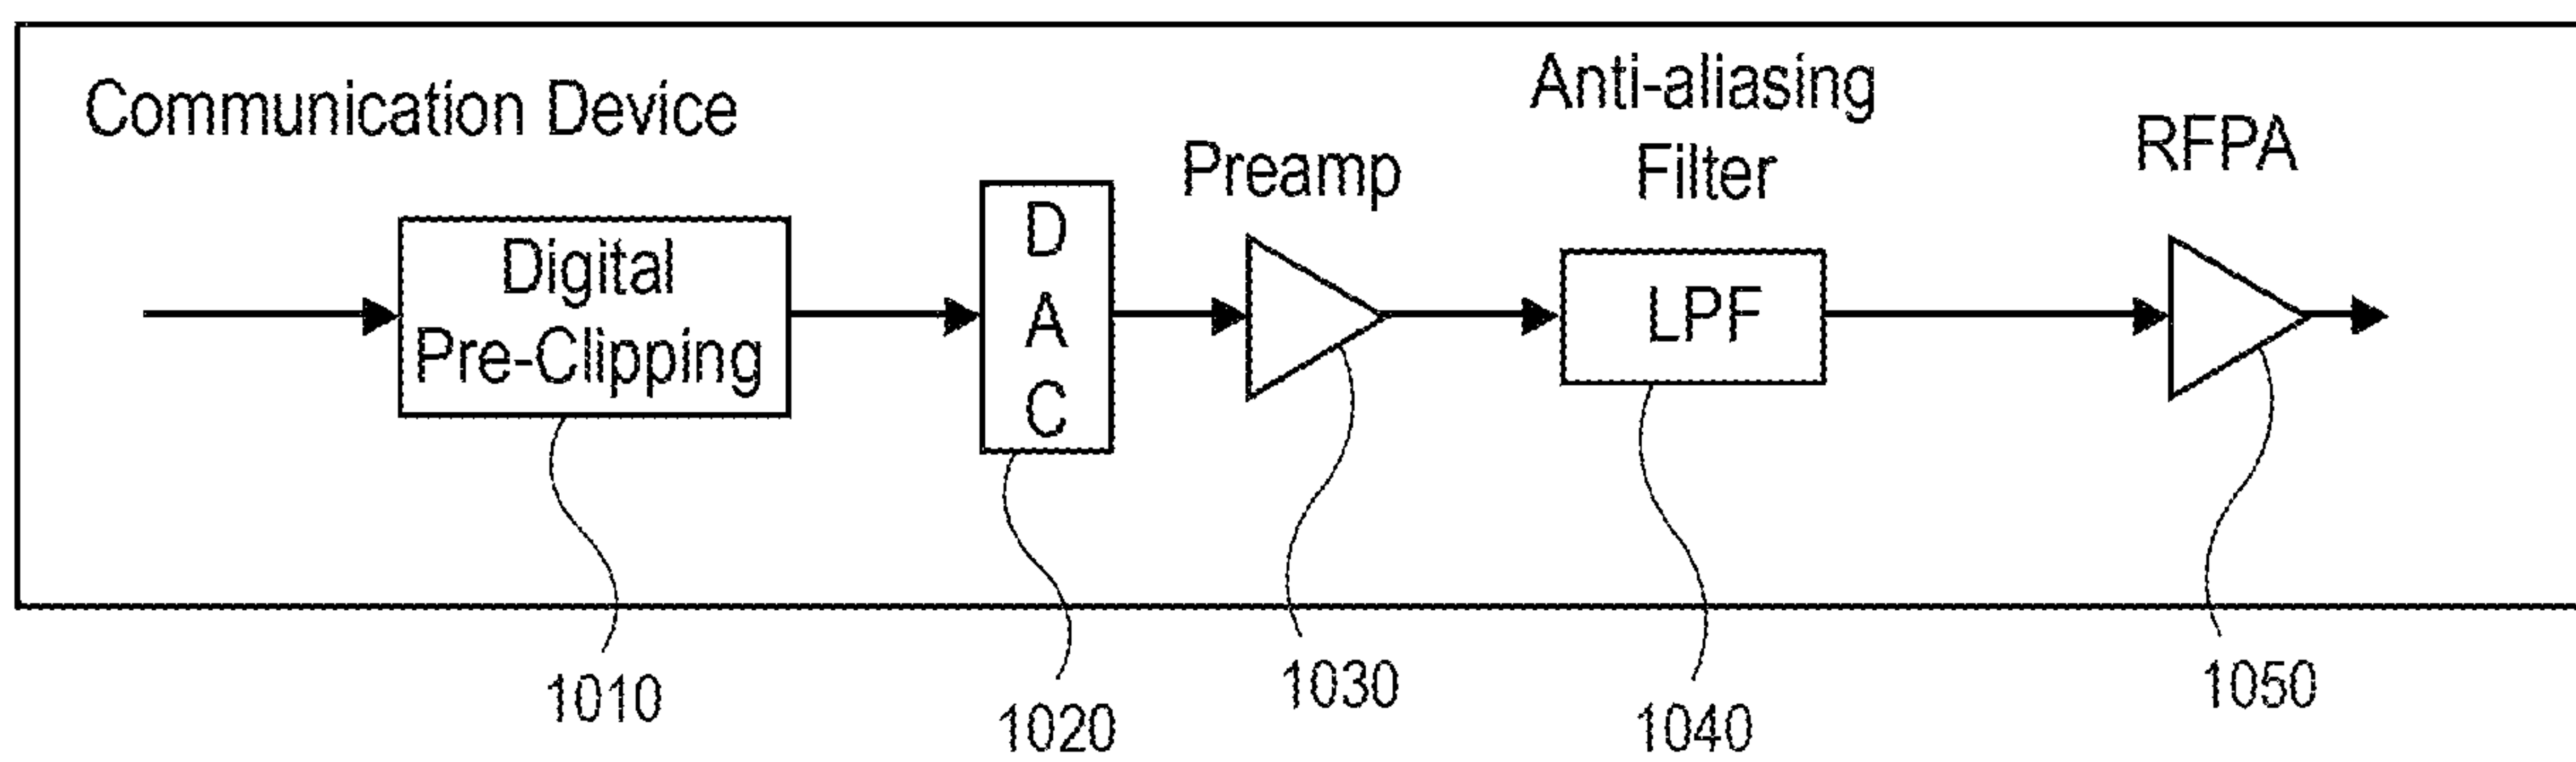 Communication Device
Digital
Pre-Clipping
D
A
C
Preamp
Anti-aliasing
Filter
LPF
RFPA
1010
1020
1030
1040
1050